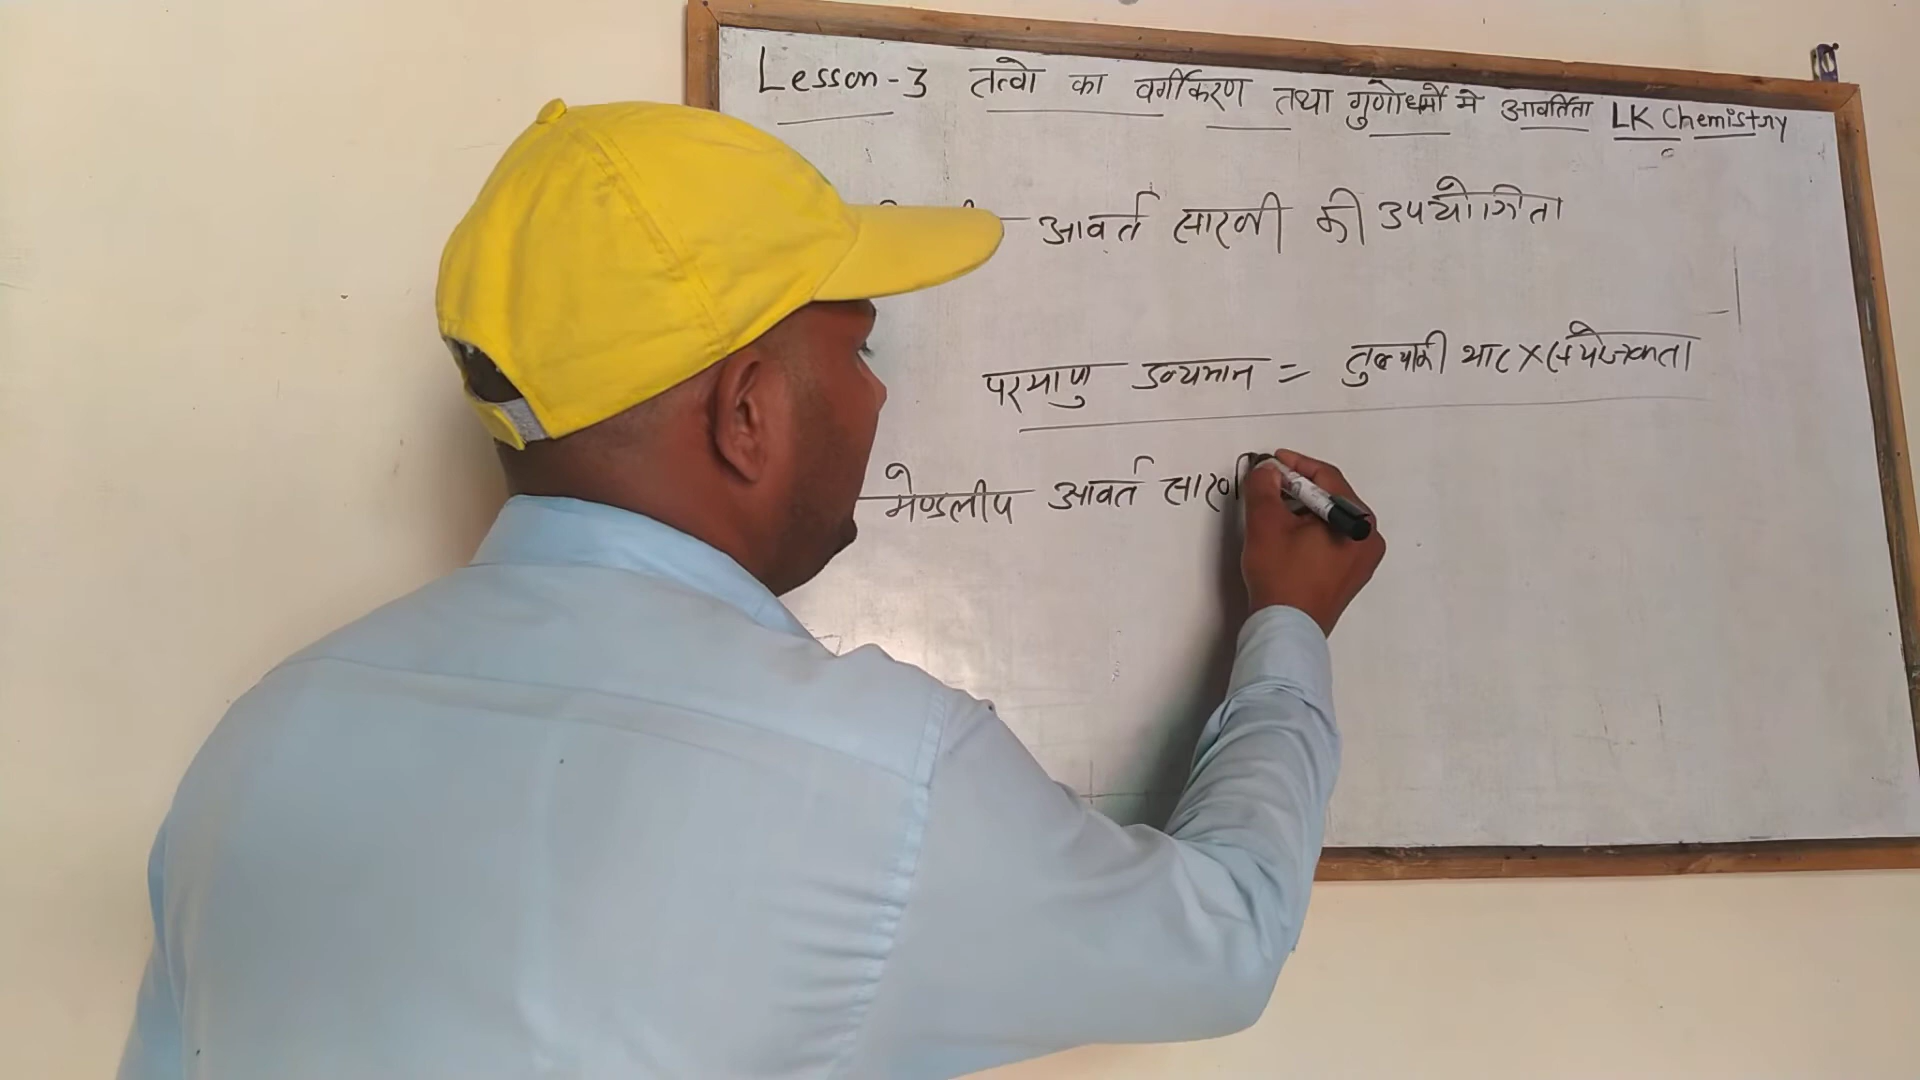 Lesson-3 तत्वो का वर्गीकरण तथा गुणोधर्मो मे आवर्तिता LK Chemistry
आवर्त सारणी की उपयोगिता
परमाणु द्रव्यमान = तुल्यांकी भार × संयोजकता
मेण्डलीय आवर्त सारणी